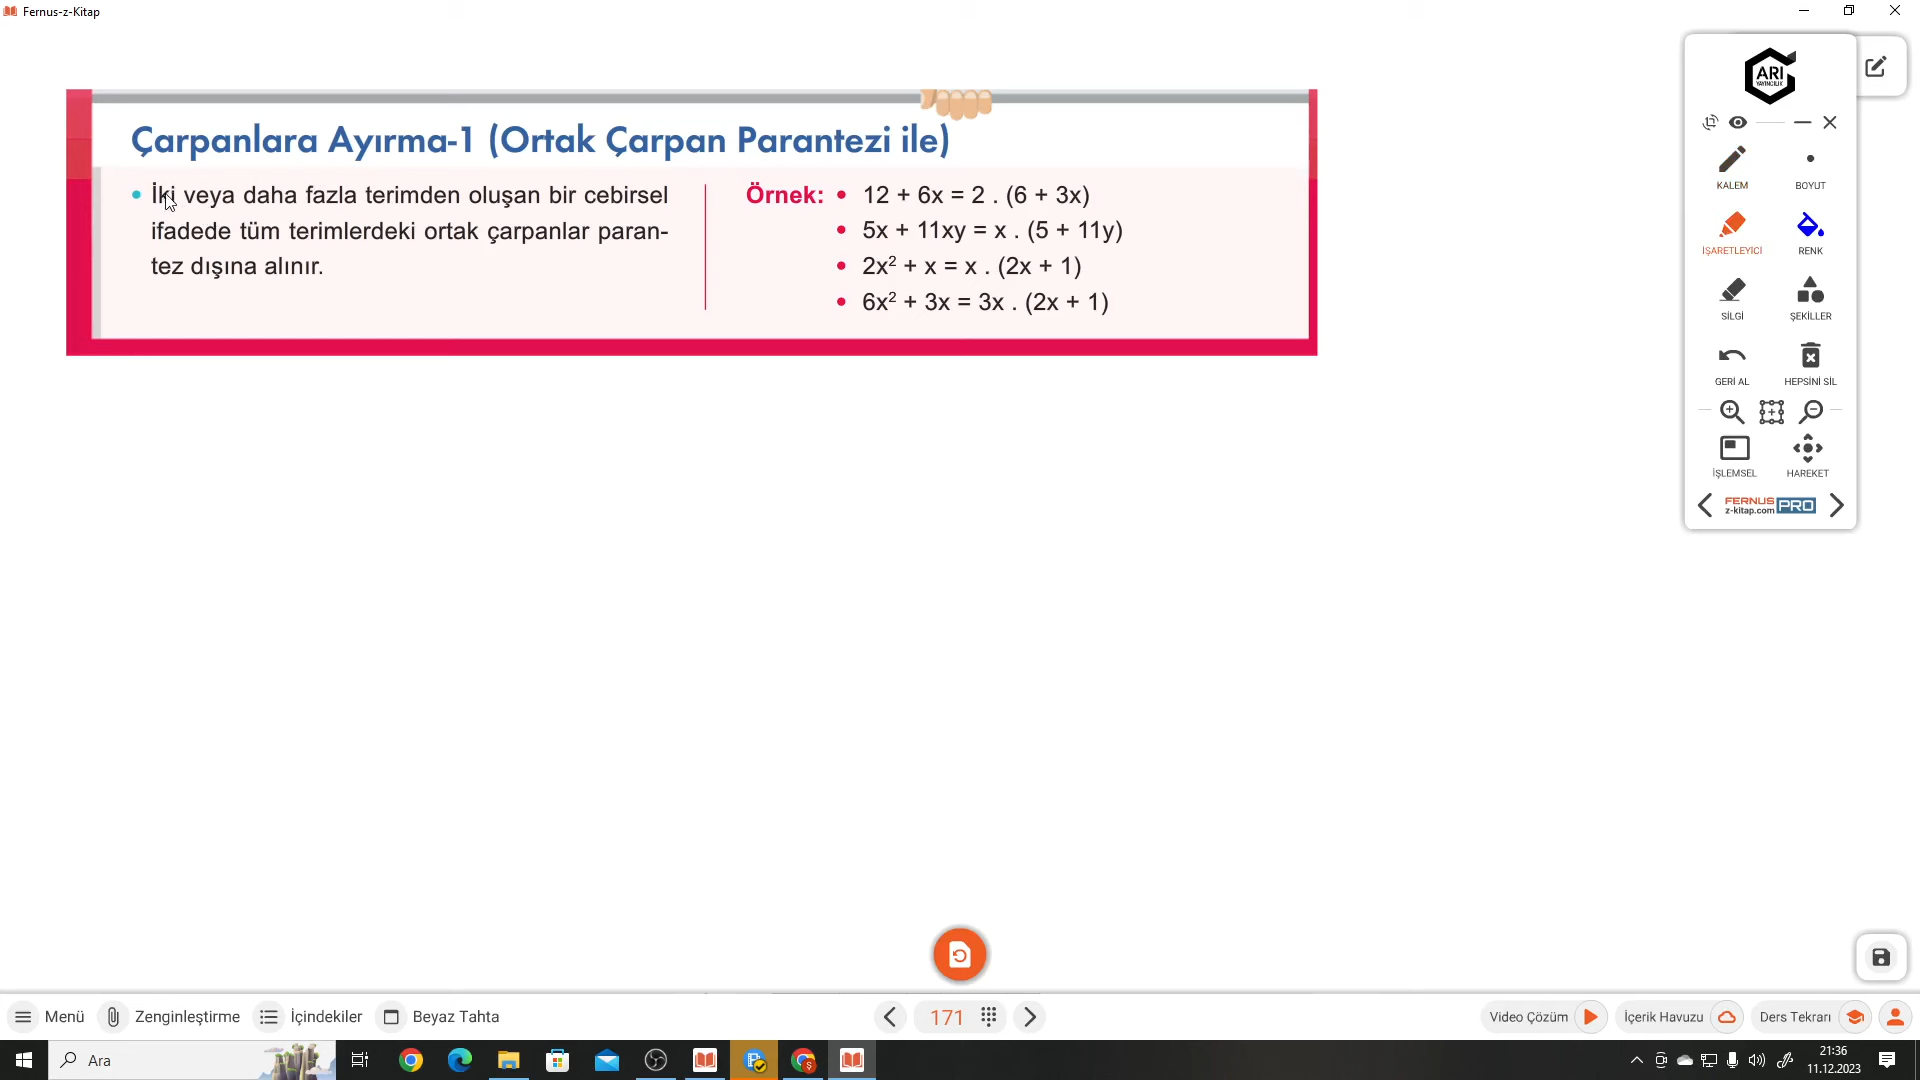 Fernus-z-Kitap
Çarpanlara Ayırma-1 (Ortak Çarpan Parantezi ile)
• İki veya daha fazla terimden oluşan bir cebirsel
ifadede tüm terimlerdeki ortak çarpanlar paran-
tez dışına alınır.
Örnek: • 12 + 6x = 2 . (6 + 3x)
• 5x + 11xy = x . (5 + 11y)
• 2x² + x = x . (2x + 1)
• 6x² + 3x = 3x . (2x + 1)
ARI
YAYINCILIK
KALEM BOYUT
İŞARETLEYİCİ RENK
SİLGİ ŞEKİLLER
GERİ AL HEPSİNİ SİL
İŞLEMSEL HAREKET
FERNUS PRO
z-kitap.com
Menü Zenginleştirme İçindekiler Beyaz Tahta 171 Video Çözüm İçerik Havuzu Ders Tekrarı
Ara
21:36
11.12.2023